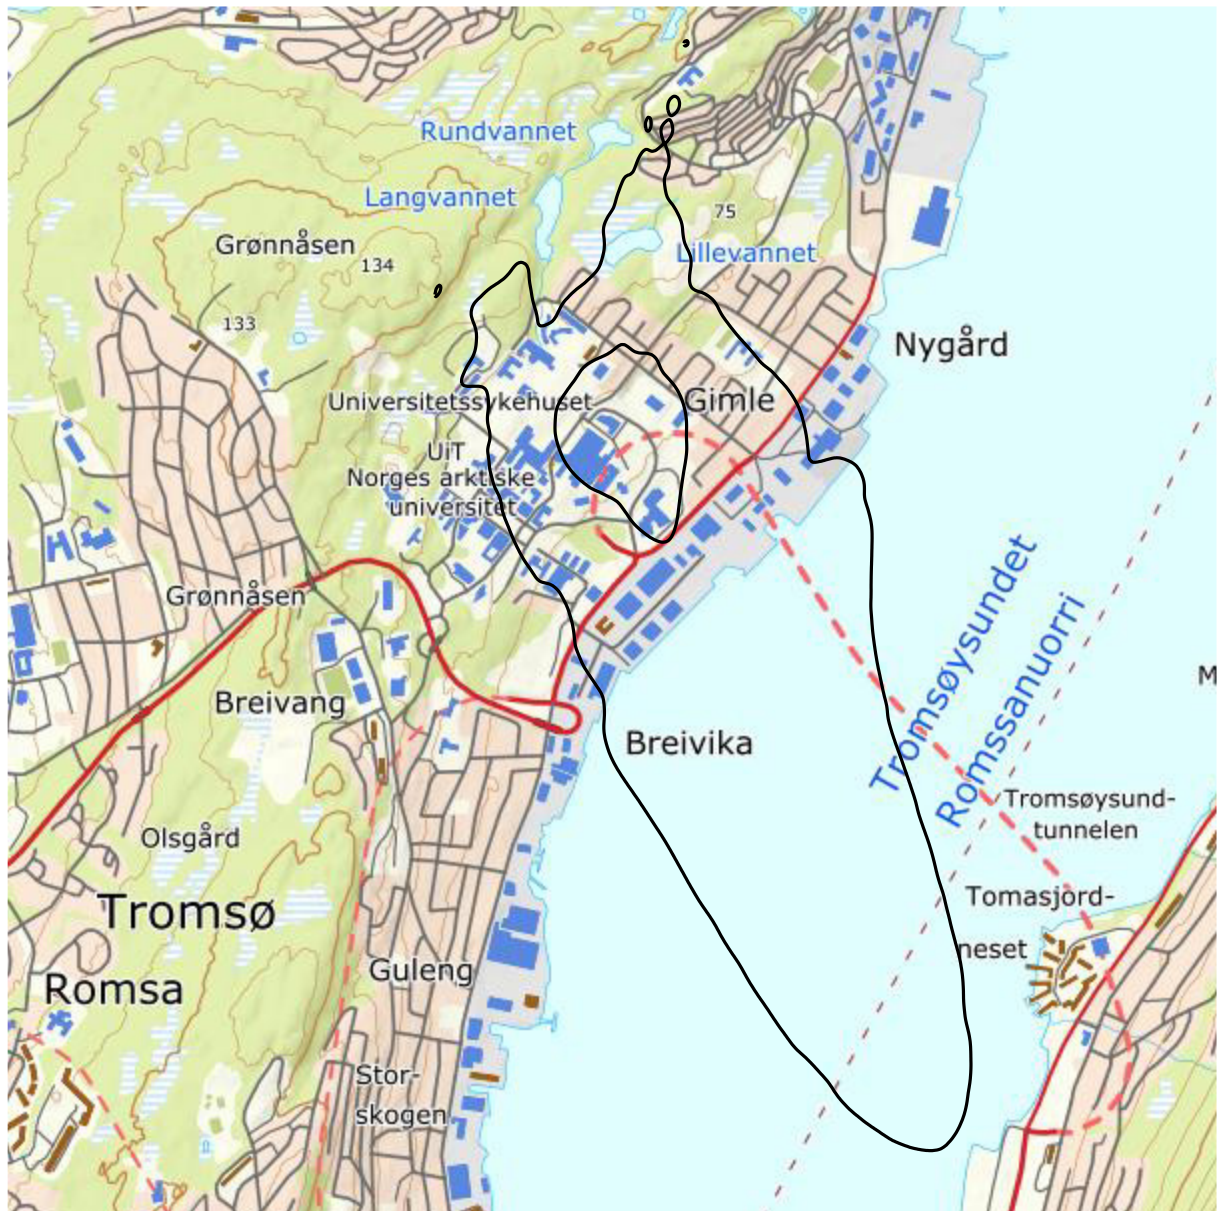 Rundvannet
Langvannet
75
Grønnåsen
134
Lillevannet
133
Nygård
Universitetssykehuset
Gimle
UiT
Norges arktiske
universitet
Tromsøysundet
Romssanuorri
Grønnåsen
M
Breivang
Breivika
Tromsøysund-
tunnelen
Olsgård
Tomasjord-
neset
Tromsø
Romsa
Guleng
Stor-
skogen